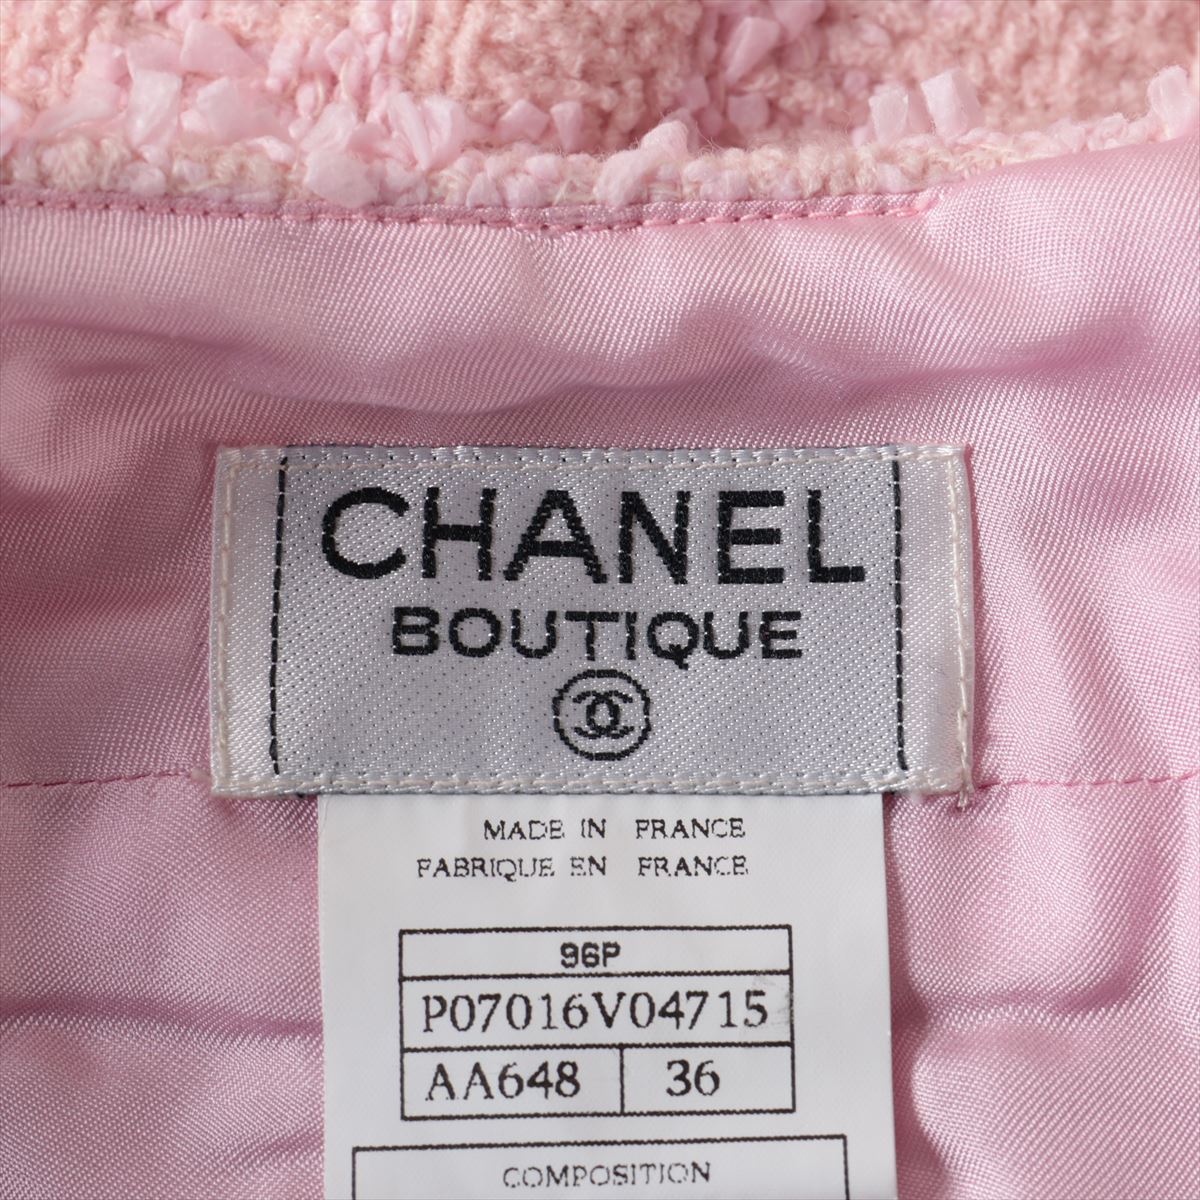 CHANEL
BOUTIQUE
MADE IN FRANCE
FABRIQUE EN FRANCE
96P
P07016V04715
AA648 36
COMPOSITION